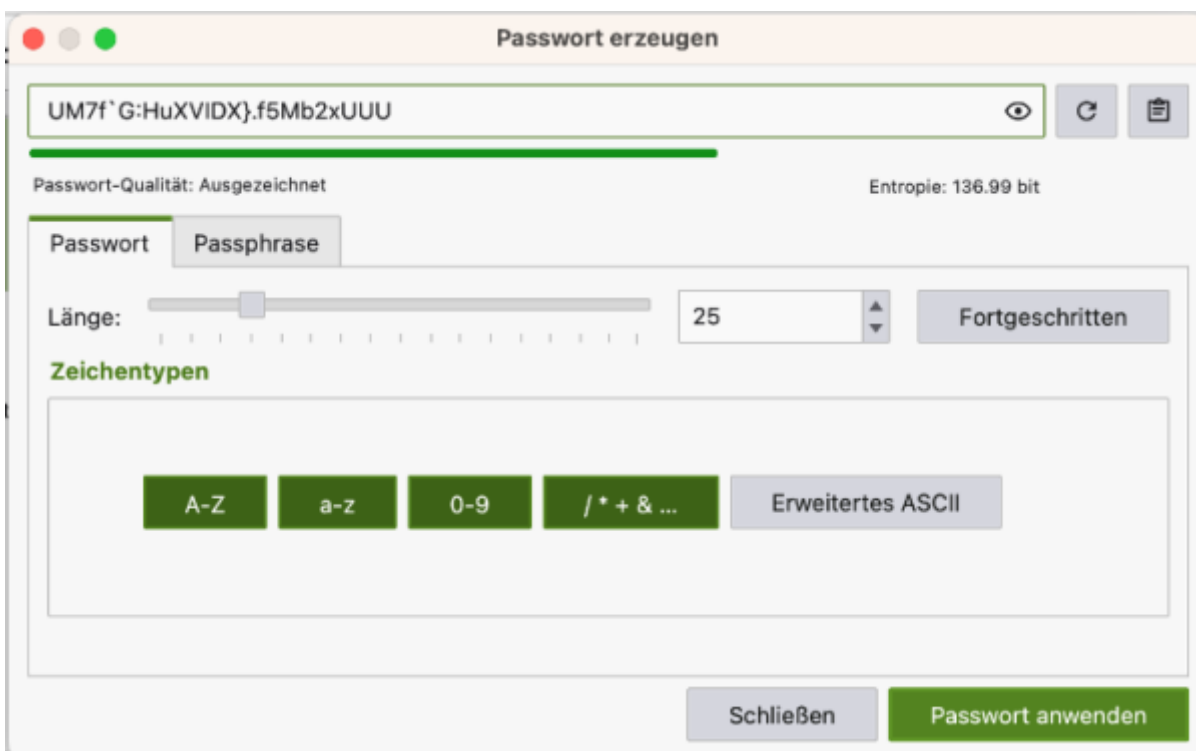 Passwort erzeugen
UM7f`G:HuXVIDX}.f5Mb2xUUU
Passwort-Qualität: Ausgezeichnet
Entropie: 136.99 bit
Passwort
Passphrase
Länge:
25
Fortgeschritten
Zeichentypen
A-Z
a-z
0-9
/ * + & ...
Erweitertes ASCII
Schließen
Passwort anwenden